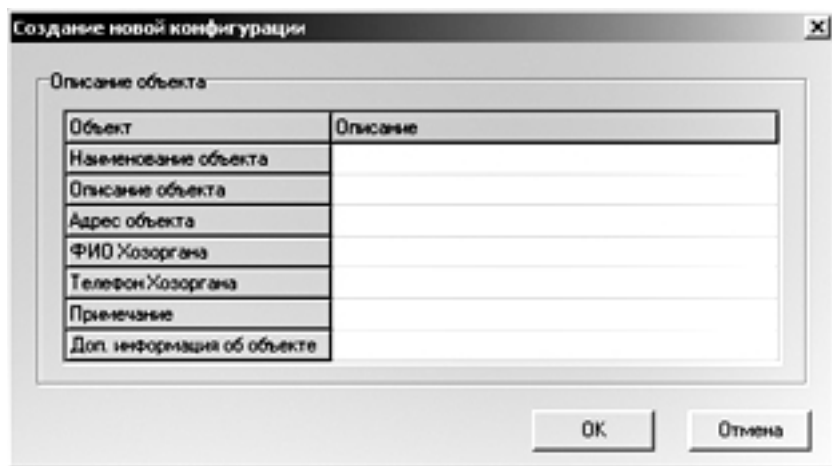 Создание новой конфигурации
Описание объекта
Объект Описание
Наименование объекта
Описание объекта
Адрес объекта
ФИО Хозоргана
Телефон Хозоргана
Примечание
Доп. информация об объекте
OK Отмена